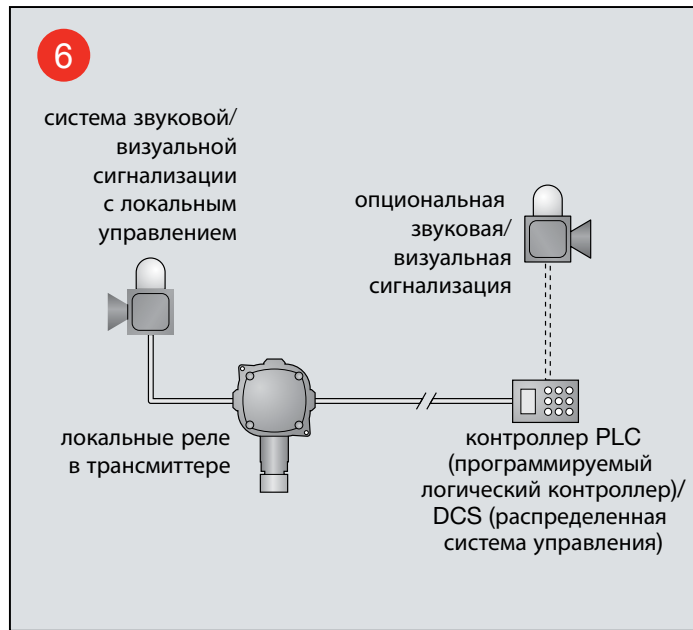 6
система звуковой/
визуальной
сигнализации
с локальным
управлением
опциональная
звуковая/
визуальная
сигнализация
локальные реле
в трансмиттере
контроллер PLC
(программируемый
логический контроллер)/
DCS (распределенная
система управления)